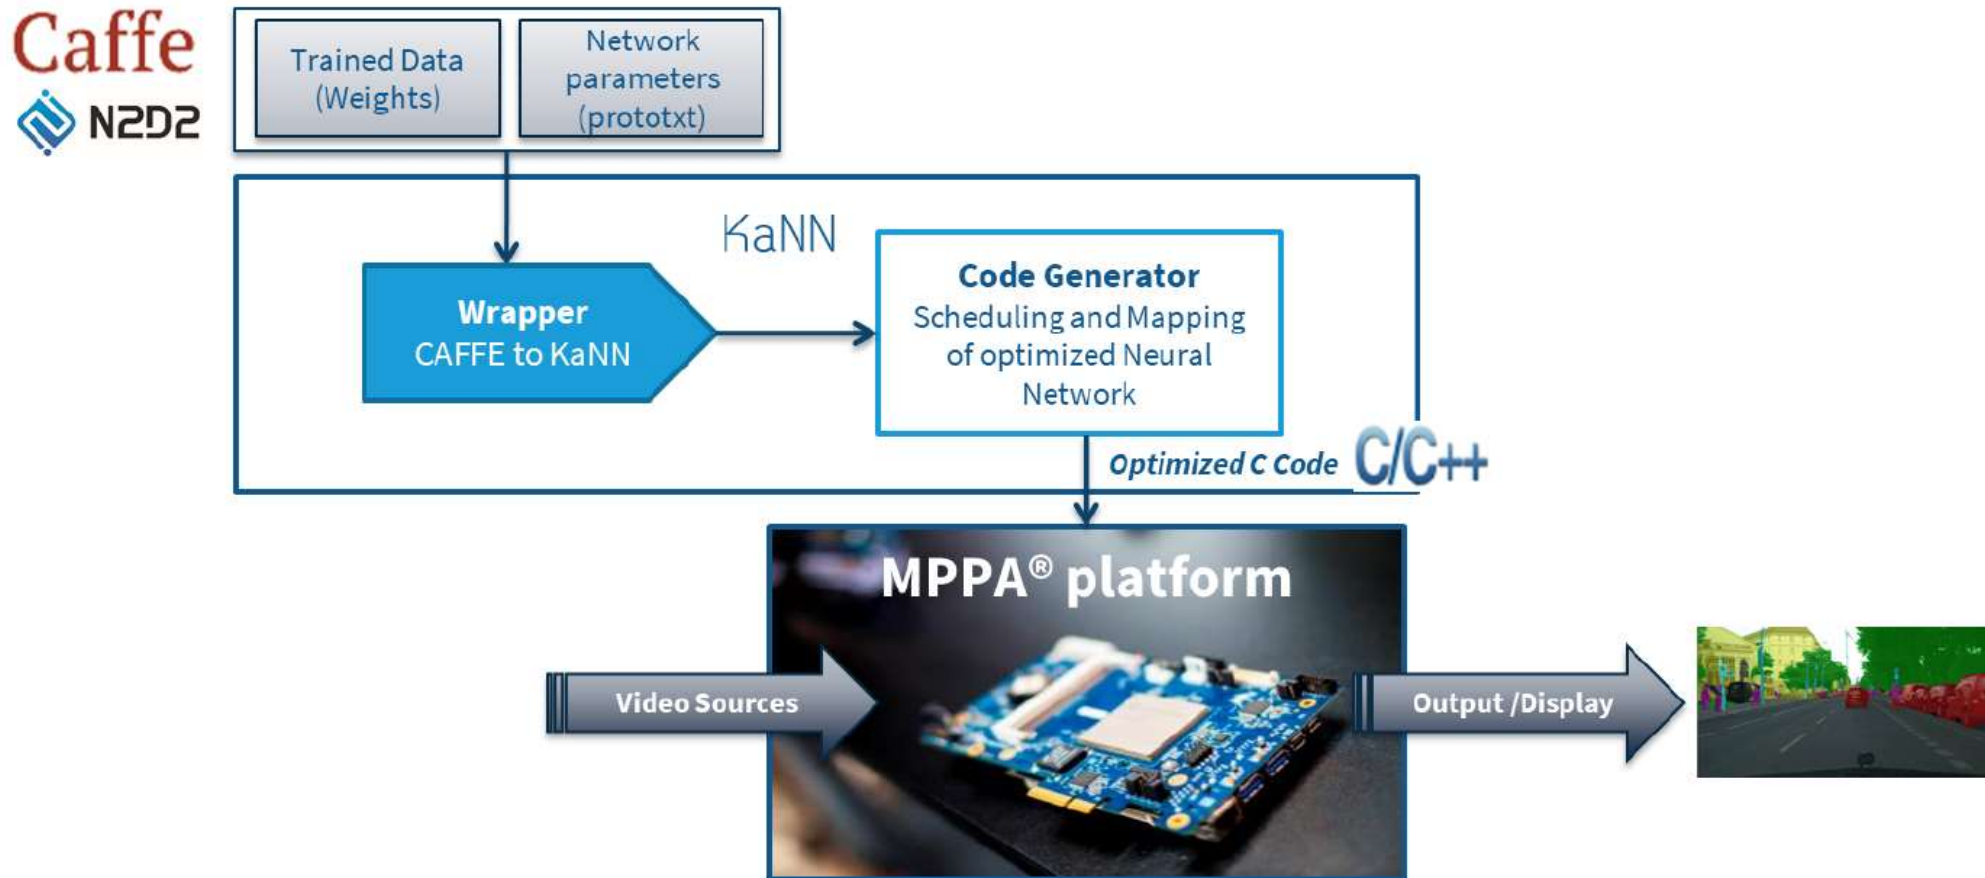 Caffe
N2D2
Trained Data
(Weights)
Network
parameters
(prototxt)
KaNN
Wrapper
CAFFE to KaNN
Code Generator
Scheduling and Mapping
of optimized Neural
Network
Optimized C Code
C/C++
MPPA® platform
Video Sources
Output /Display